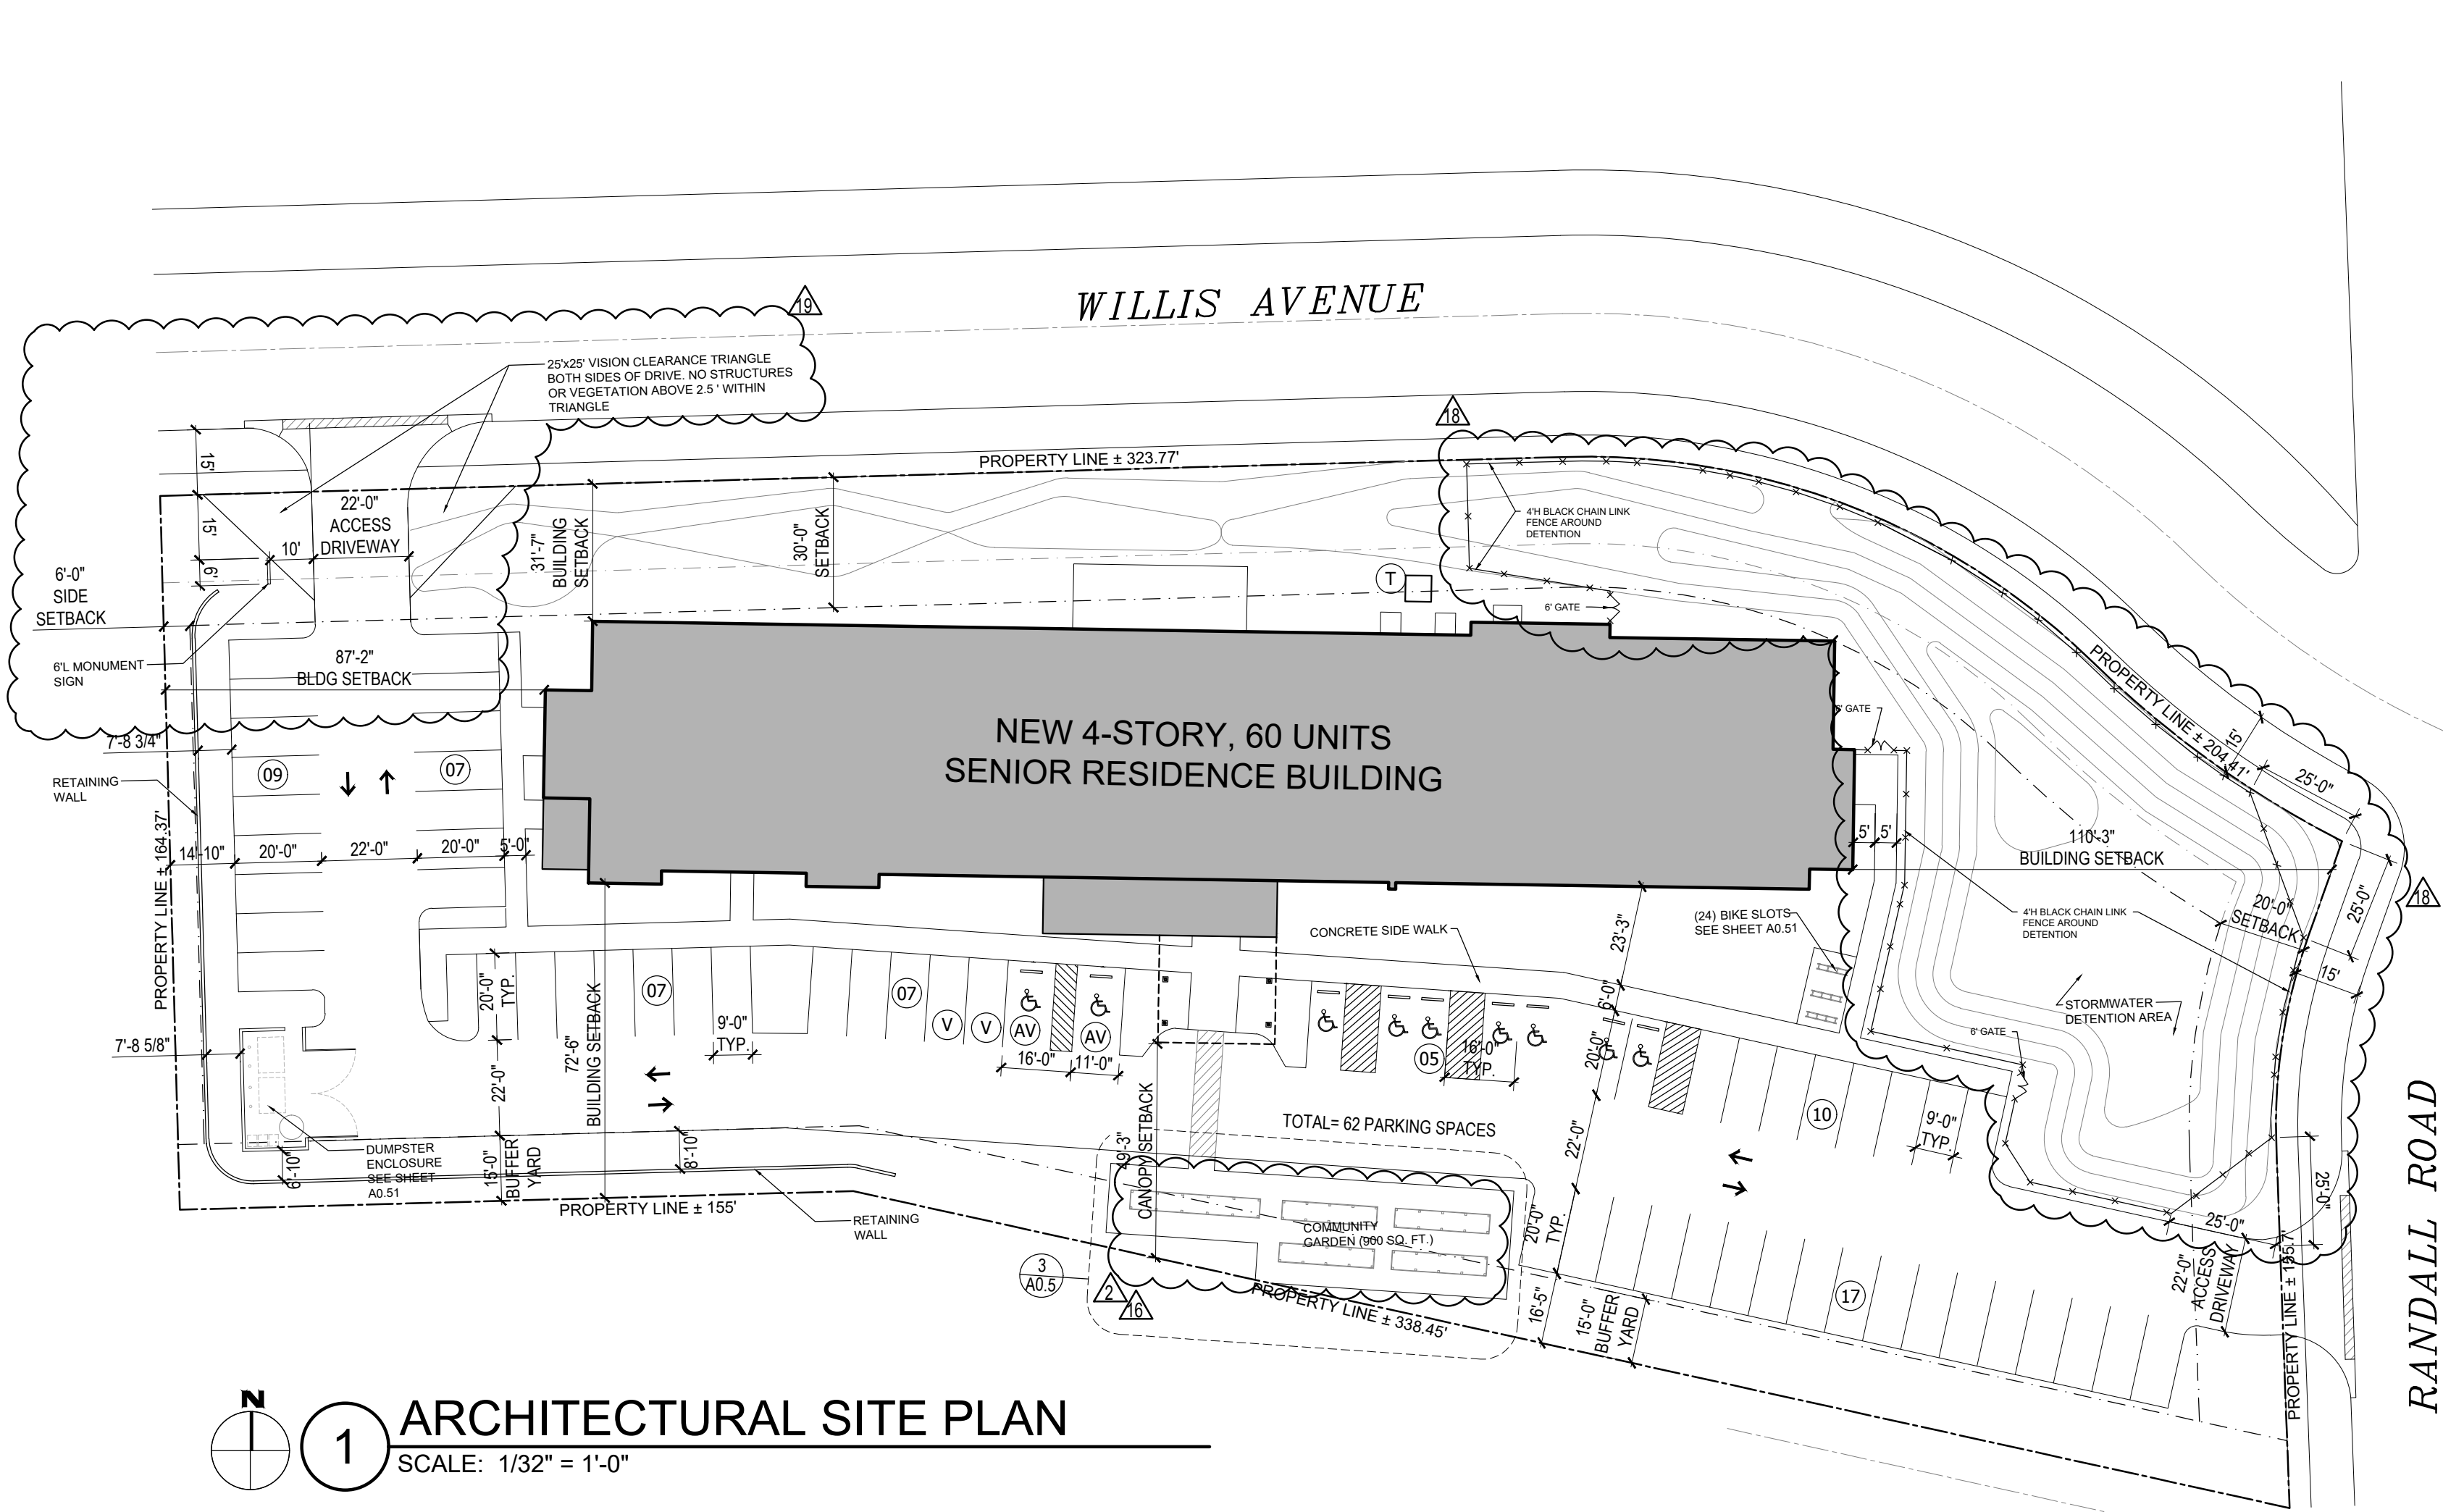 WILLIS AVENUE
19
25'x25' VISION CLEARANCE TRIANGLE
BOTH SIDES OF DRIVE. NO STRUCTURES
OR VEGETATION ABOVE 2.5 ' WITHIN
TRIANGLE
18
15'
PROPERTY LINE ± 323.77'
22'-0"
ACCESS
DRIVEWAY
15'
10'
6'
31'-7"
BUILDING
SETBACK
30'-0"
SETBACK
4'H BLACK CHAIN LINK
FENCE AROUND
DETENTION
T
6' GATE
6'-0"
SIDE
SETBACK
6'L MONUMENT
SIGN
87'-2"
BLDG SETBACK
NEW 4-STORY, 60 UNITS
SENIOR RESIDENCE BUILDING
PROPERTY LINE ± 204.41'
15'
25'-0"
6' GATE
7'-8 3/4"
RETAINING
WALL
09
07
PROPERTY LINE ± 164.37'
14'-10"
20'-0"
22'-0"
20'-0"
5'-0"
5'
5'
110'-3"
BUILDING SETBACK
25'-0"
18
20'-0"
SETBACK
4'H BLACK CHAIN LINK
FENCE AROUND
DETENTION
15'
(24) BIKE SLOTS
SEE SHEET A0.51
CONCRETE SIDE WALK
23'-3"
6'-0"
STORMWATER
DETENTION AREA
6' GATE
20'-0"
TYP.
07
07
V
V
AV
AV
9'-0"
TYP.
16'-0"
11'-0"
05
16'-0"
TYP.
20'-0"
7'-8 5/8"
72'-6"
BUILDING SETBACK
22'-0"
49'-3"
CANOPY SETBACK
TOTAL= 62 PARKING SPACES
22'-0"
10
9'-0"
TYP.
DUMPSTER
ENCLOSURE
SEE SHEET
A0.51
6'-10"
15'-0"
BUFFER
YARD
8'-10"
PROPERTY LINE ± 155'
RETAINING
WALL
COMMUNITY
GARDEN (900 SQ. FT.)
3
A0.5
2
16
PROPERTY LINE ± 338.45'
20'-0"
TYP.
16'-5"
15'-0"
BUFFER
YARD
17
25'-0"
25'-0"
22'-0"
ACCESS
DRIVEWAY
PROPERTY LINE ± 155.7'
RANDALL ROAD
N
1
ARCHITECTURAL SITE PLAN
SCALE: 1/32" = 1'-0"